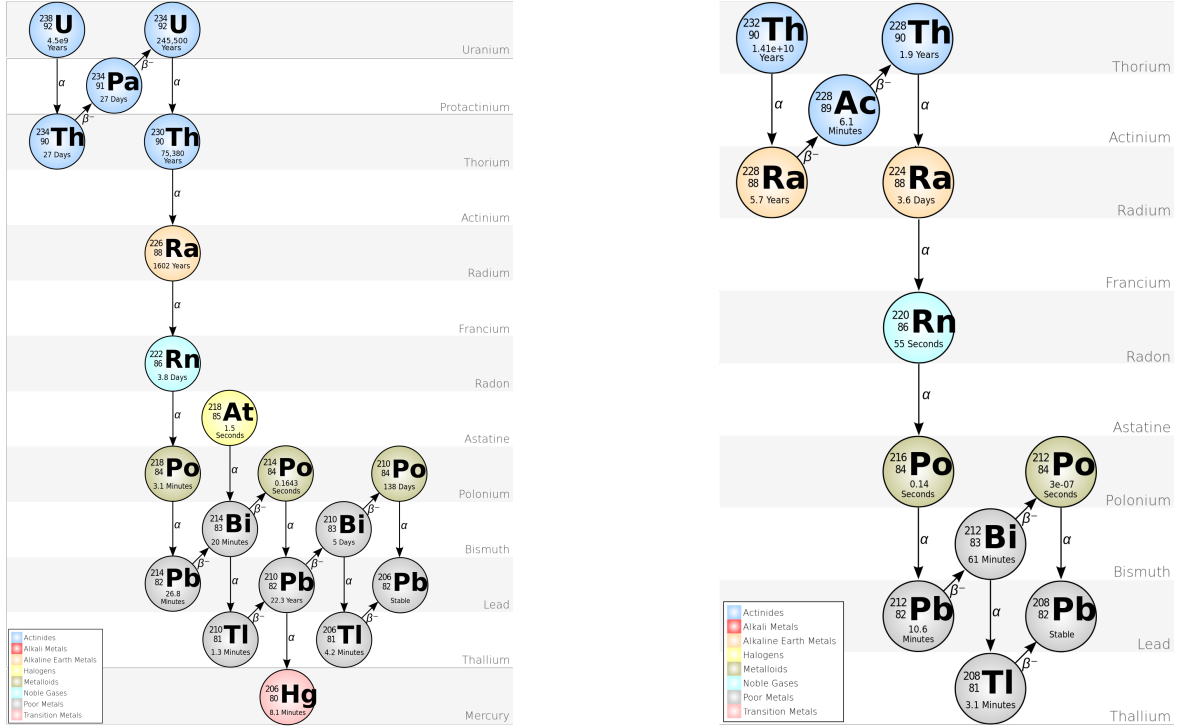 238
92 U
4.5e9
Years
234
92 U
245,500
Years
Uranium
α
β⁻
α
234
91 Pa
27 Days
Protactinium
β⁻
234
90 Th
27 Days
230
90 Th
75,380
Years
Thorium
α
Actinium
226
88 Ra
1602 Years
Radium
α
Francium
222
86 Rn
3.8 Days
Radon
α
218
85 At
1.5
Seconds
Astatine
α
218
84 Po
3.1 Minutes
214
84 Po
0.1643
Seconds
210
84 Po
138 Days
Polonium
α
β⁻
α
β⁻
α
214
83 Bi
20 Minutes
210
83 Bi
5 Days
Bismuth
β⁻
β⁻
214
82 Pb
26.8
Minutes
210
82 Pb
22.3 Years
206
82 Pb
Stable
Lead
α
β⁻
α
β⁻
210
81 Tl
1.3 Minutes
206
81 Tl
4.2 Minutes
Thallium
α
206
80 Hg
8.1 Minutes
Mercury
Actinides
Alkali Metals
Alkaline Earth Metals
Halogens
Metalloids
Noble Gases
Poor Metals
Transition Metals
232
90 Th
1.41e+10
Years
228
90 Th
1.9 Years
Thorium
α
β⁻
α
228
89 Ac
6.1
Minutes
Actinium
β⁻
228
88 Ra
5.7 Years
224
88 Ra
3.6 Days
Radium
α
Francium
220
86 Rn
55 Seconds
Radon
α
Astatine
216
84 Po
0.14
Seconds
212
84 Po
3e-07
Seconds
Polonium
α
β⁻
α
212
83 Bi
61 Minutes
Bismuth
β⁻
212
82 Pb
10.6
Minutes
208
82 Pb
Stable
Lead
α
β⁻
208
81 Tl
3.1 Minutes
Thallium
Actinides
Alkali Metals
Alkaline Earth Metals
Halogens
Metalloids
Noble Gases
Poor Metals
Transition Metals